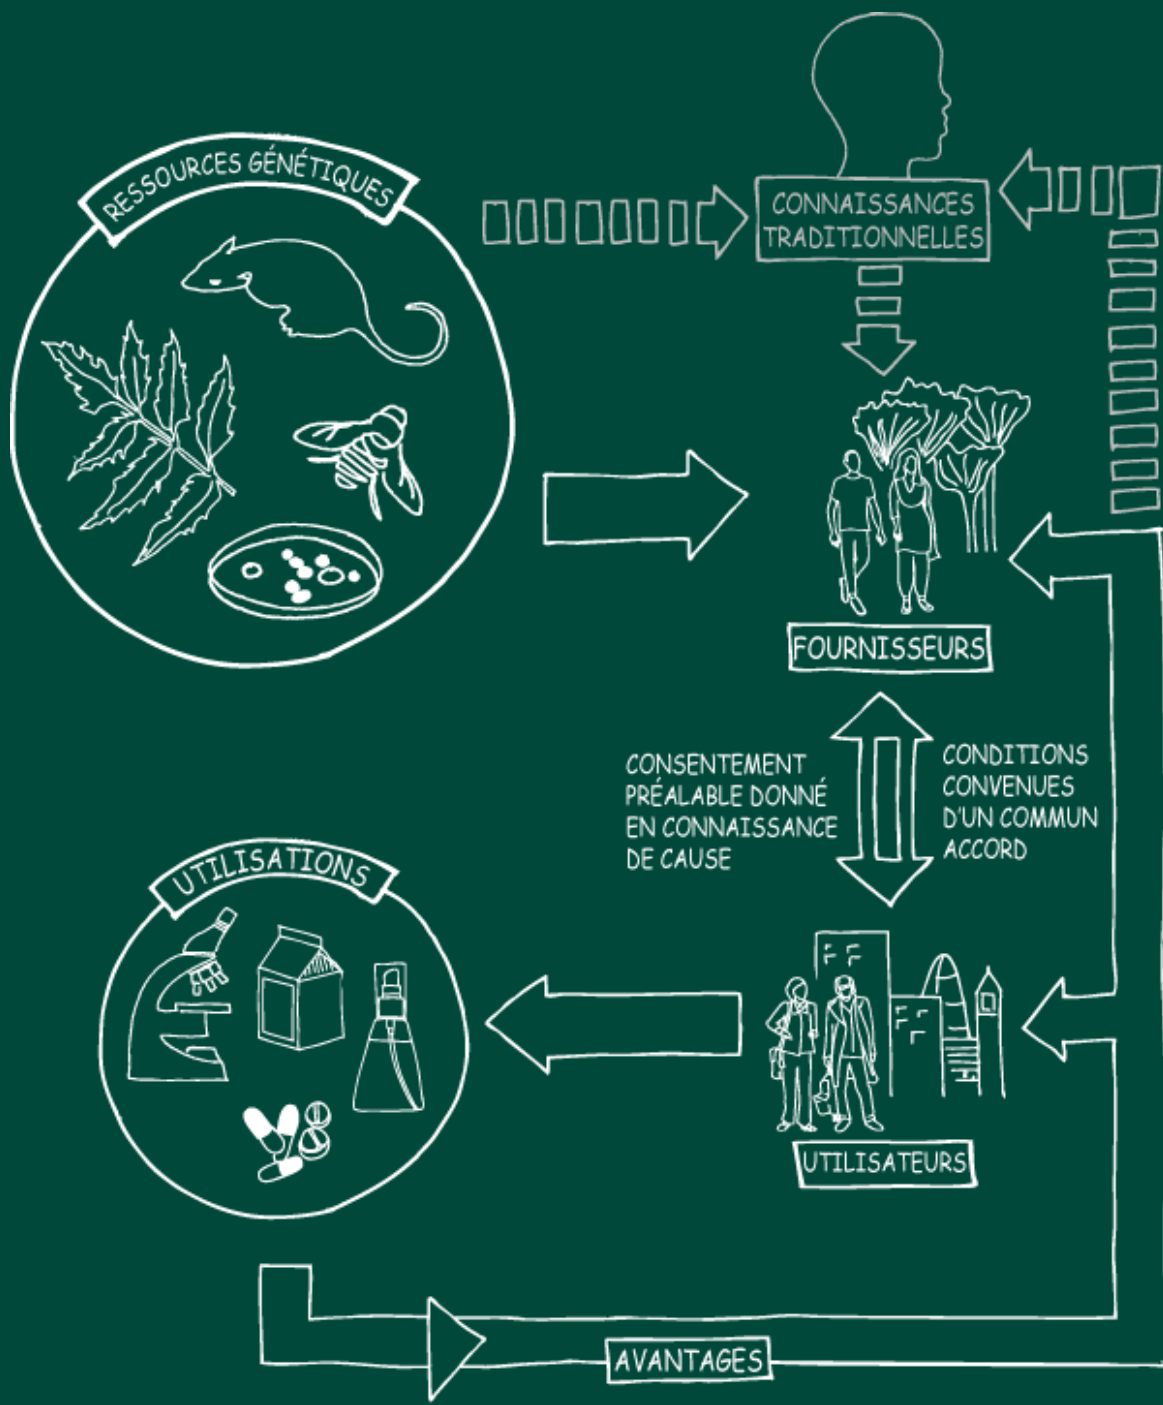 RESSOURCES GÉNÉTIQUES
CONNAISSANCES
TRADITIONNELLES
FOURNISSEURS
CONSENTEMENT
PRÉALABLE DONNÉ
EN CONNAISSANCE
DE CAUSE
CONDITIONS
CONVENUES
D'UN COMMUN
ACCORD
UTILISATIONS
UTILISATEURS
AVANTAGES